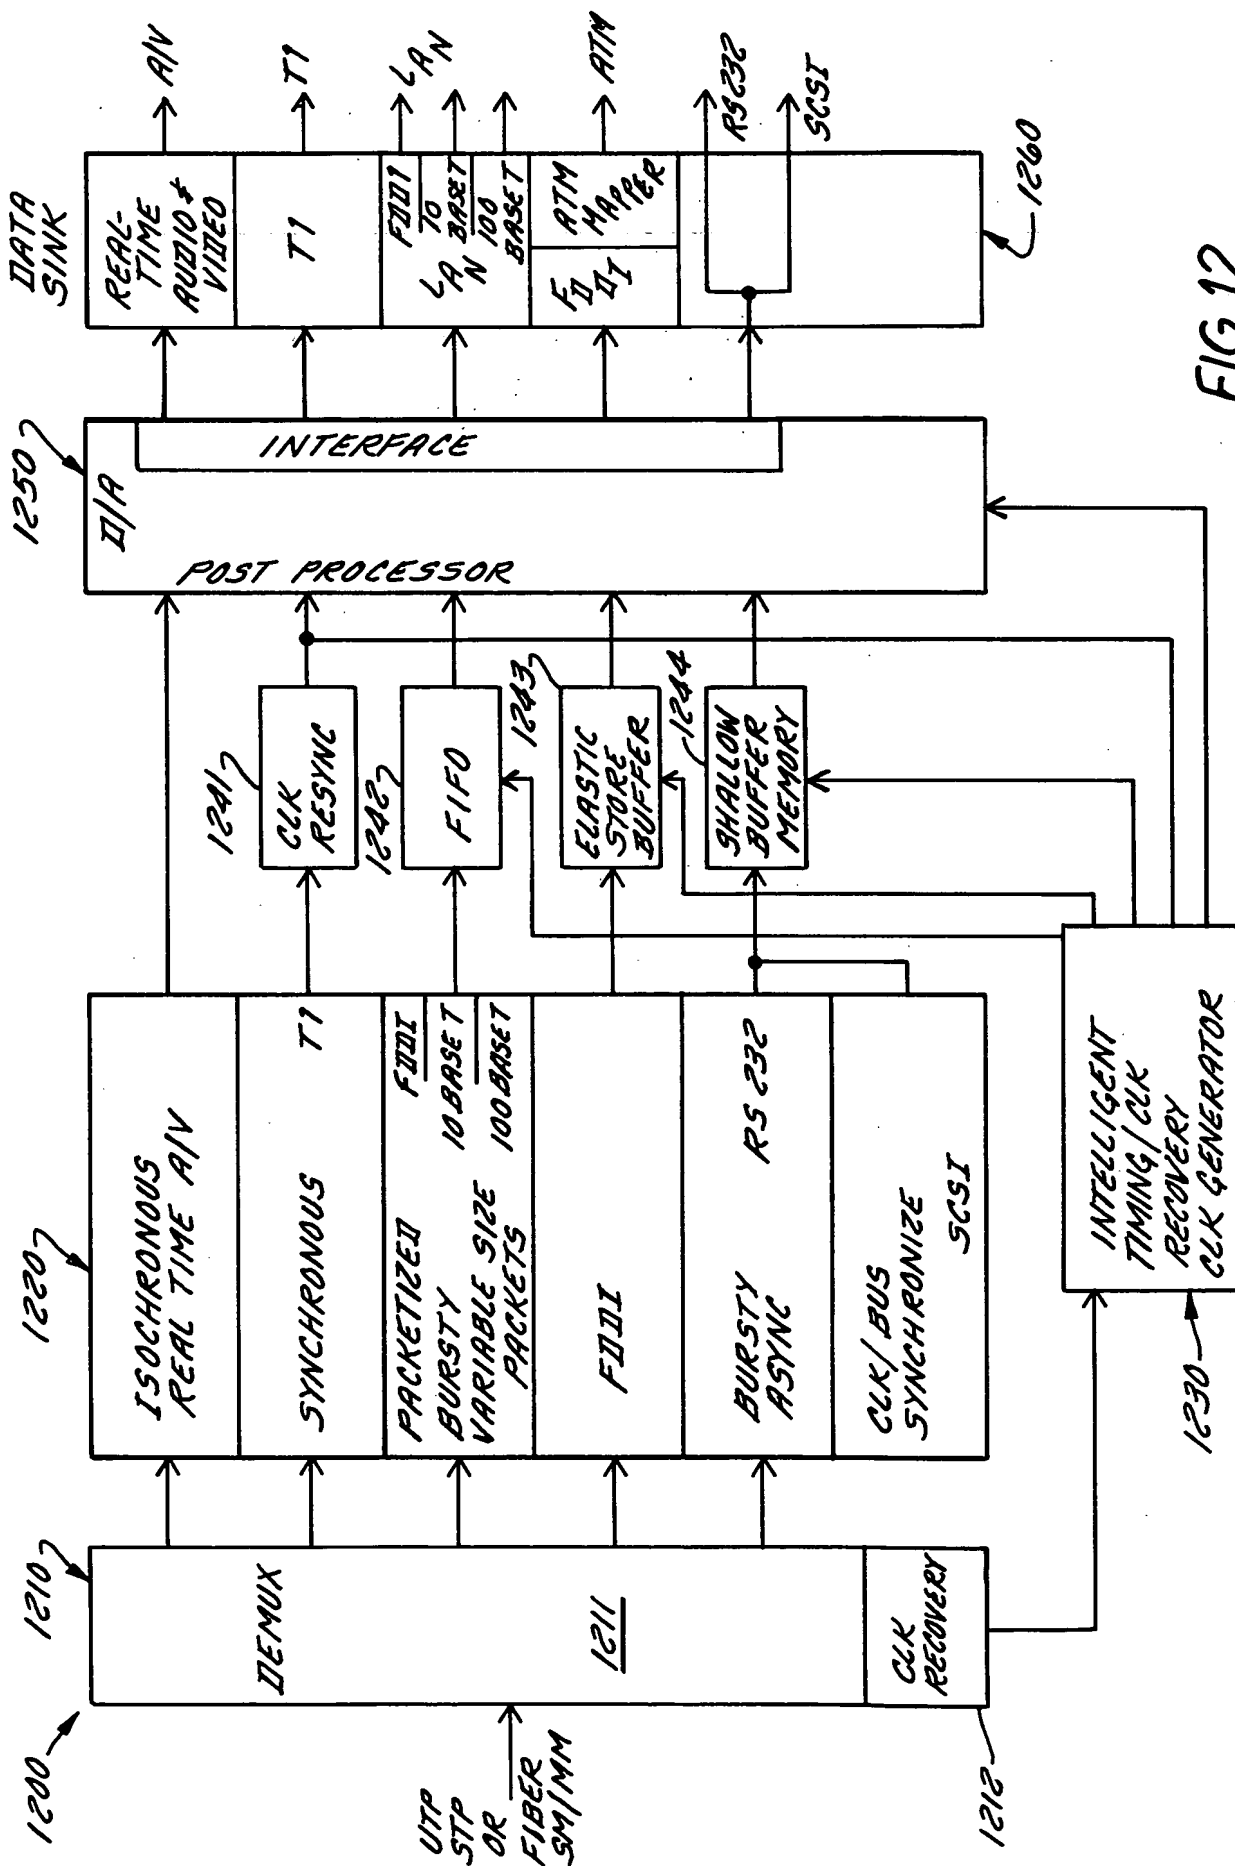 1200
UTP
STP
OR
FIBER
SM/MM
1210
DEMUX
1211
CLK
RECOVERY
1212
1220
ISOCHRONOUS
REAL TIME A/V
SYNCHRONOUS T1
PACKETIZED
BURSTY
VARIABLE SIZE
PACKETS
FDDI
10 BASE T
100 BASET
FDDI
BURSTY
ASYNC
RS 232
CLK/BUS
SYNCHRONIZE
SCSI
1230
INTELLIGENT
TIMING/CLK
RECOVERY
CLK GENERATOR
1241
CLK
RESYNC
1242
FIFO
1243
ELASTIC
STORE
BUFFER
1244
SHALLOW
BUFFER
MEMORY
1250
D/A
POST PROCESSOR
INTERFACE
DATA
SINK
REAL-
TIME
AUDIO &
VIDEO
T1
LAN
FDDI
10
BASET
100
BASET
FDDI
ATM
MAPPER
A/V
T1
LAN
ATM
RS232
SCSI
1260
FIG. 12